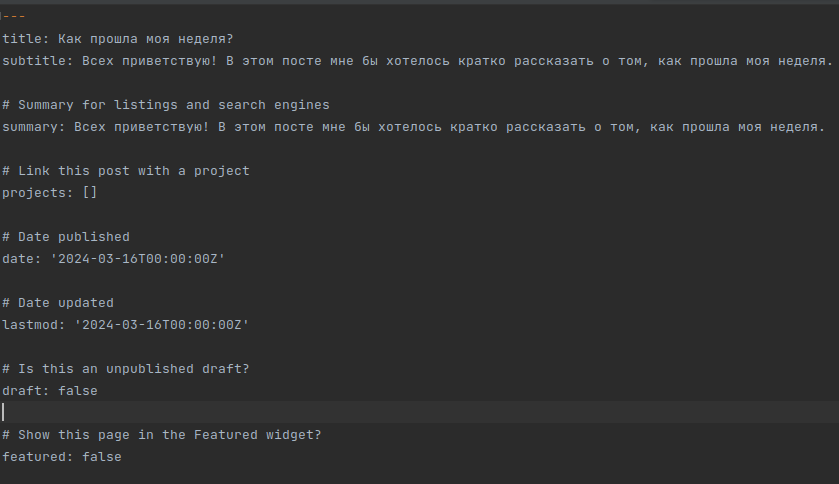 ---
title: Как прошла моя неделя?
subtitle: Всех приветствую! В этом посте мне бы хотелось кратко рассказать о том, как прошла моя неделя.
# Summary for listings and search engines
summary: Всех приветствую! В этом посте мне бы хотелось кратко рассказать о том, как прошла моя неделя.
# Link this post with a project
projects: []
# Date published
date: '2024-03-16T00:00:00Z'
# Date updated
lastmod: '2024-03-16T00:00:00Z'
# Is this an unpublished draft?
draft: false
# Show this page in the Featured widget?
featured: false